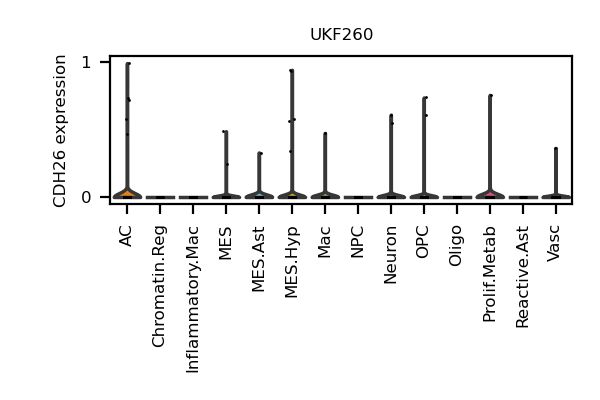 UKF260
CDH26 expression
1
0
AC
Chromatin.Reg
Inflammatory.Mac
MES
MES.Ast
MES.Hyp
Mac
NPC
Neuron
OPC
Oligo
Prolif.Metab
Reactive.Ast
Vasc